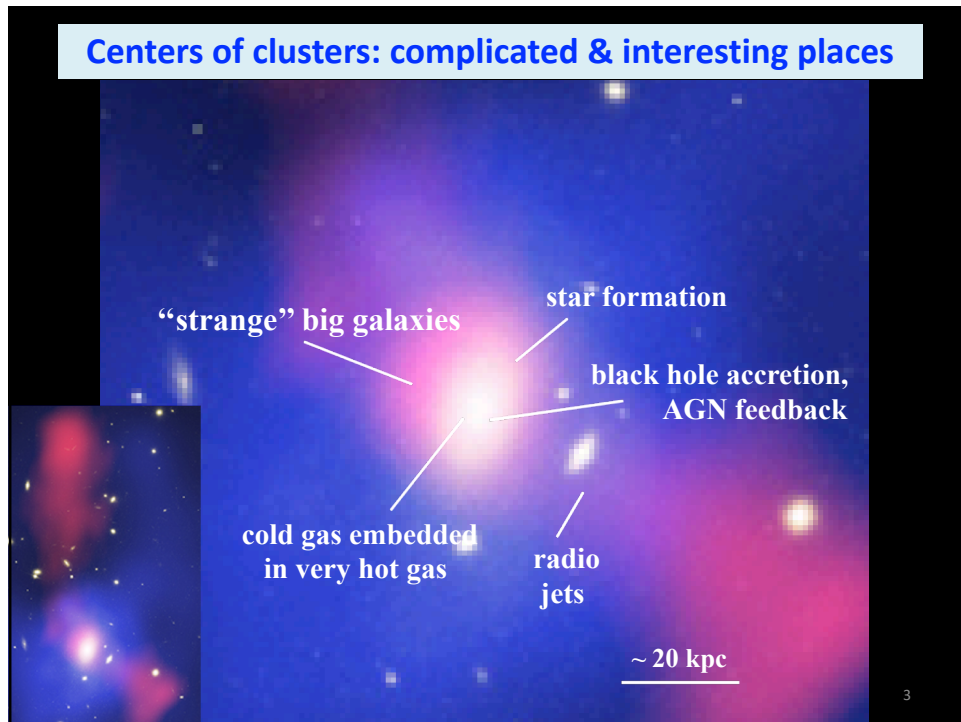 Centers of clusters: complicated & interesting places
star formation
“strange” big galaxies
black hole accretion,
AGN feedback
cold gas embedded
in very hot gas
radio
jets
~ 20 kpc
3